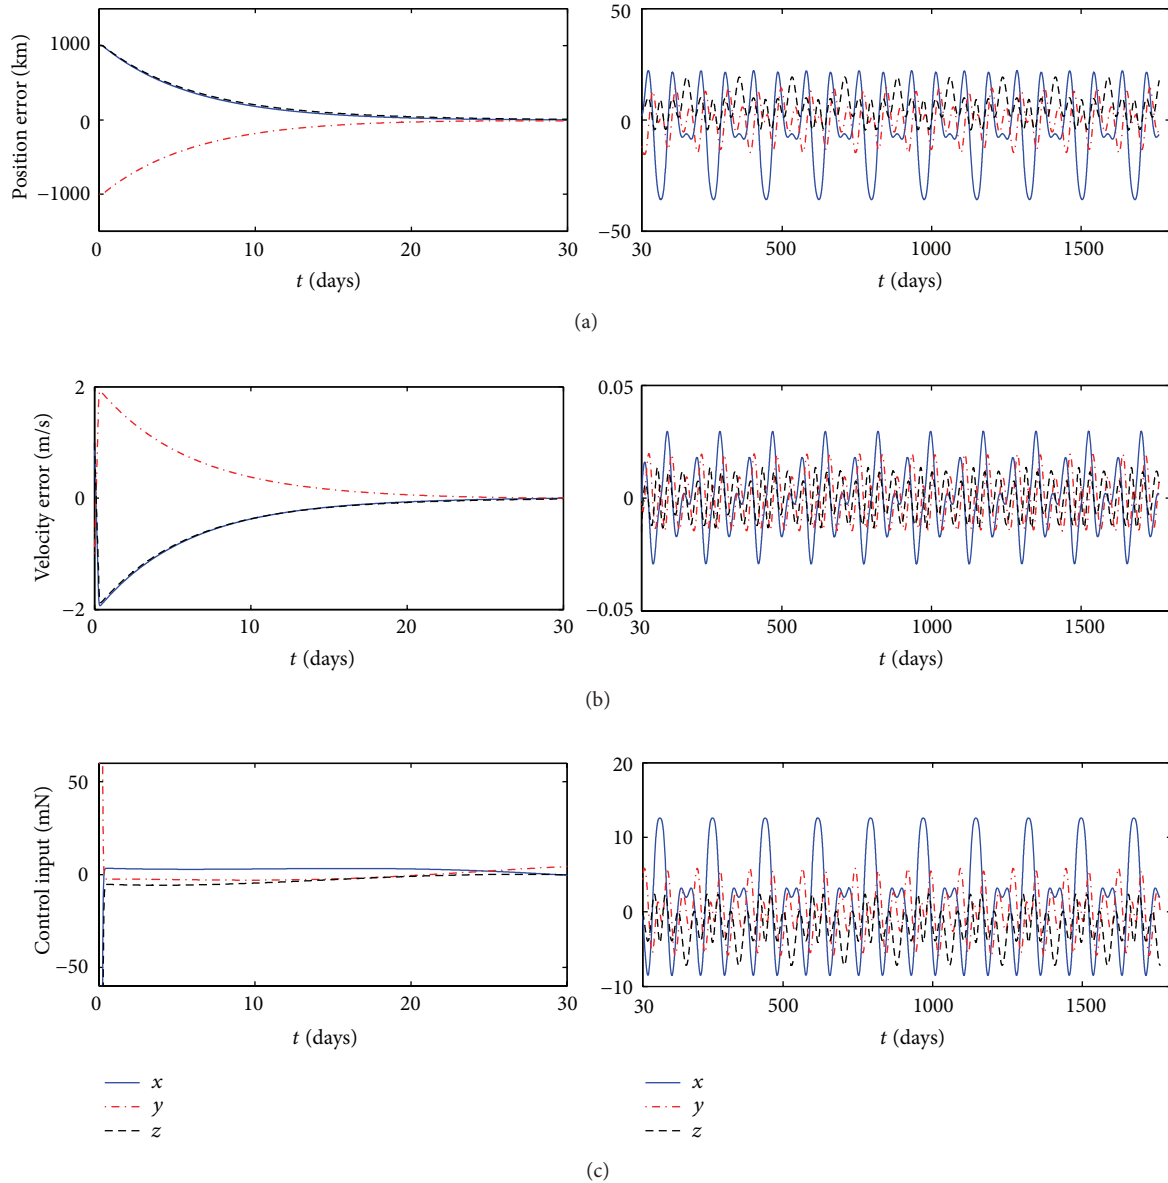 Position error (km)
1000
0
−1000
0
10
20
30
t (days)
50
0
−50
30
500
1000
1500
t (days)
(a)
Velocity error (m/s)
2
0
−2
0
10
20
30
t (days)
0.05
0
−0.05
30
500
1000
1500
t (days)
(b)
Control input (mN)
50
0
−50
0
10
20
30
t (days)
20
10
0
−10
30
500
1000
1500
t (days)
x
y
z
x
y
z
(c)